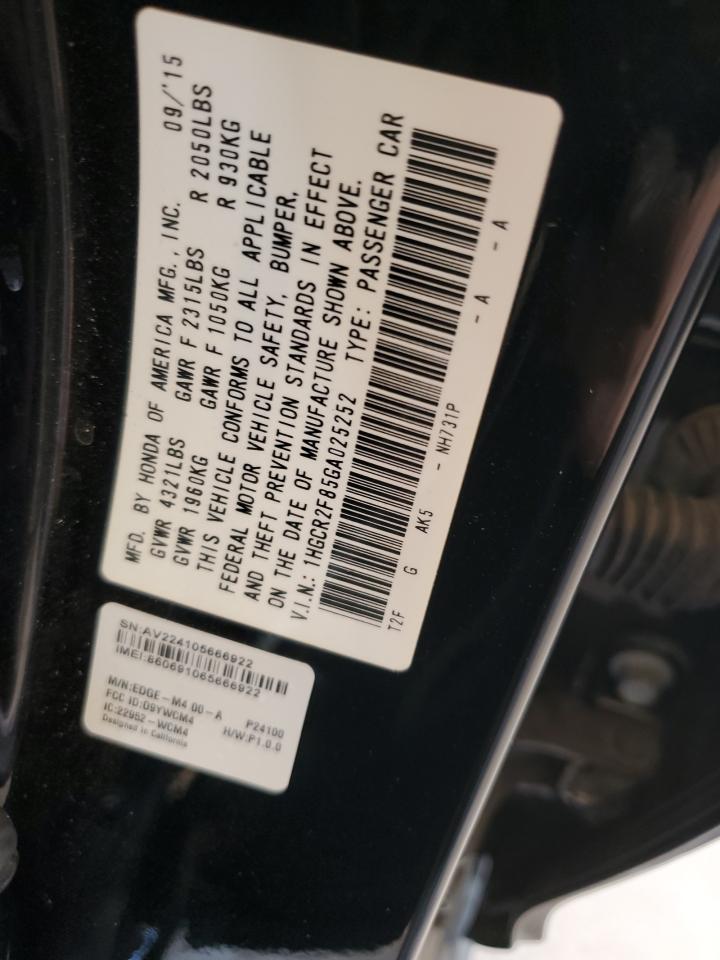 MFD. BY HONDA OF AMERICA MFG., INC. 09/'15
GVWR 4321LBS GAWR F 2315LBS R 2050LBS
GVWR 1960KG GAWR F 1050KG R 930KG
THIS VEHICLE CONFORMS TO ALL APPLICABLE
FEDERAL MOTOR VEHICLE SAFETY, BUMPER,
AND THEFT PREVENTION STANDARDS IN EFFECT
ON THE DATE OF MANUFACTURE SHOWN ABOVE.
V.I.N.: 1HGCR2F85GA025252 TYPE: PASSENGER CAR
T2F G AK5 - NH731P - A - A
SN:AV224105666922
IMEI:860691065666922
M/N:EDGE-M4 00-A P24100
FCC ID:O9YWCM4 H/W:P1.0.0
IC:22952-WCM4
Designed in California